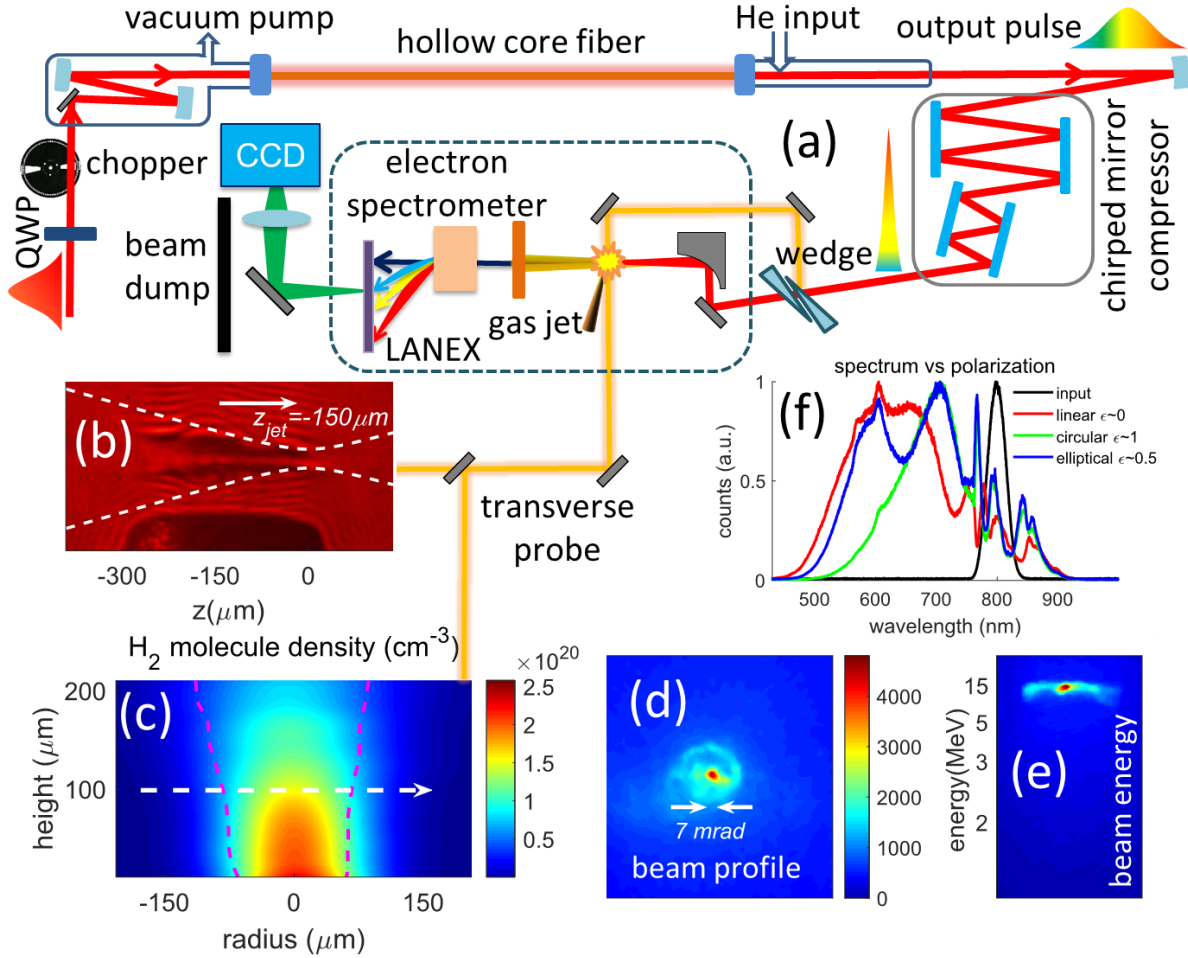 vacuum pump
hollow core fiber
He input
output pulse
(a)
chopper
QWPP
CCD
electron
spectrometer
beam
dump
LANEX
gas jet
wedge
chirped mirror
compressor
transverse
probe
(b)
z_jet=-150μm
-300
-150
0
z(μm)
H₂ molecule density (cm⁻³)
(c)
200
100
height (μm)
-150
0
150
radius (μm)
×10²⁰
2.5
2
1.5
1
0.5
(d)
7 mrad
beam profile
4000
3000
2000
1000
0
(e)
15
5
3
2
energy(MeV)
beam energy
spectrum vs polarization
(f)
input
linear ϵ~0
circular ϵ~1
elliptical ϵ~0.5
1
0.5
0
counts (a.u.)
500
600
700
800
900
wavelength (nm)